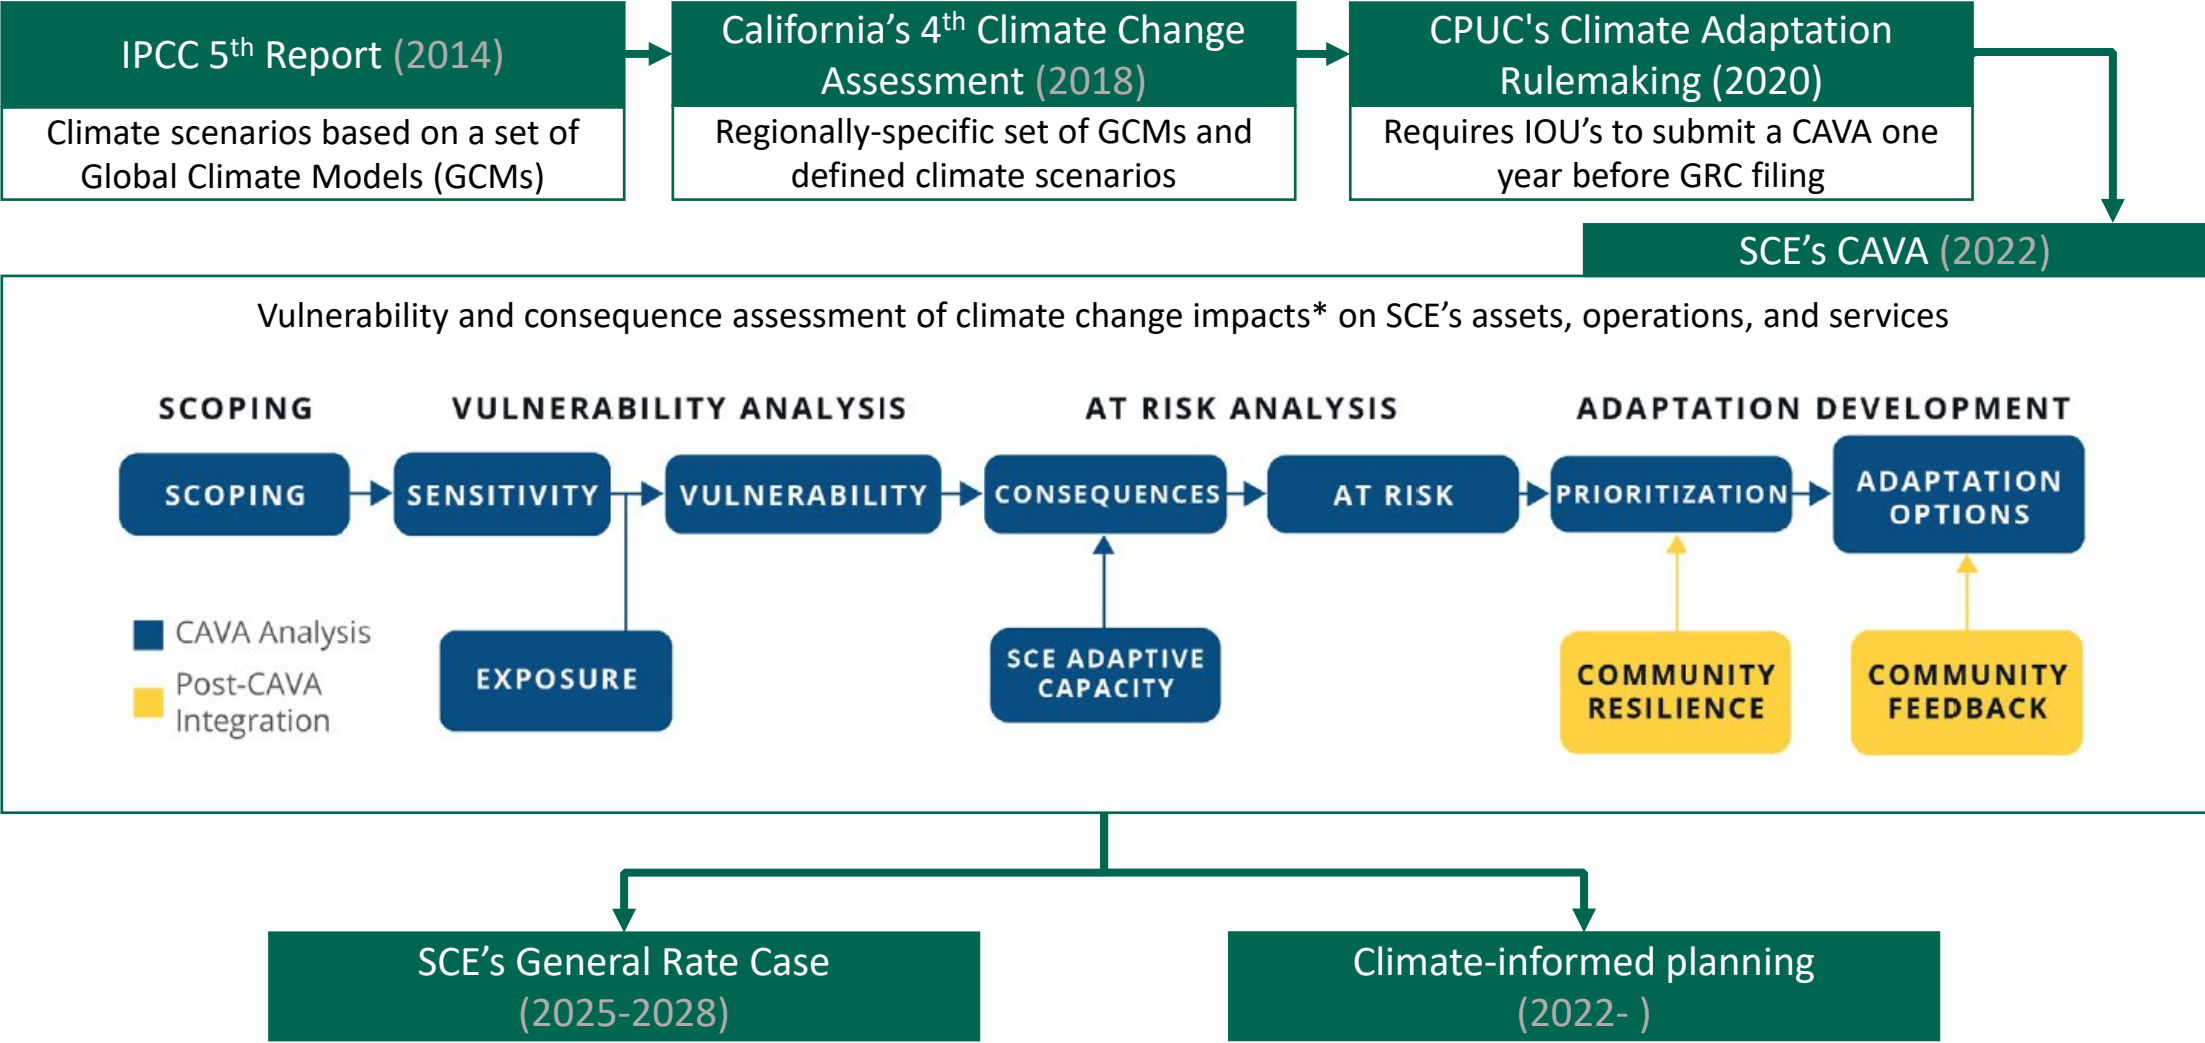 IPCC 5th Report (2014)
Climate scenarios based on a set of
Global Climate Models (GCMs)
California’s 4th Climate Change
Assessment (2018)
Regionally-specific set of GCMs and
defined climate scenarios
CPUC's Climate Adaptation
Rulemaking (2020)
Requires IOU’s to submit a CAVA one
year before GRC filing
SCE’s CAVA (2022)
Vulnerability and consequence assessment of climate change impacts* on SCE’s assets, operations, and services
SCOPING
VULNERABILITY ANALYSIS
AT RISK ANALYSIS
ADAPTATION DEVELOPMENT
SCOPING
SENSITIVITY
VULNERABILITY
CONSEQUENCES
AT RISK
PRIORITIZATION
ADAPTATION
OPTIONS
CAVA Analysis
Post-CAVA
Integration
EXPOSURE
SCE ADAPTIVE
CAPACITY
COMMUNITY
RESILIENCE
COMMUNITY
FEEDBACK
SCE’s General Rate Case
(2025-2028)
Climate-informed planning
(2022- )